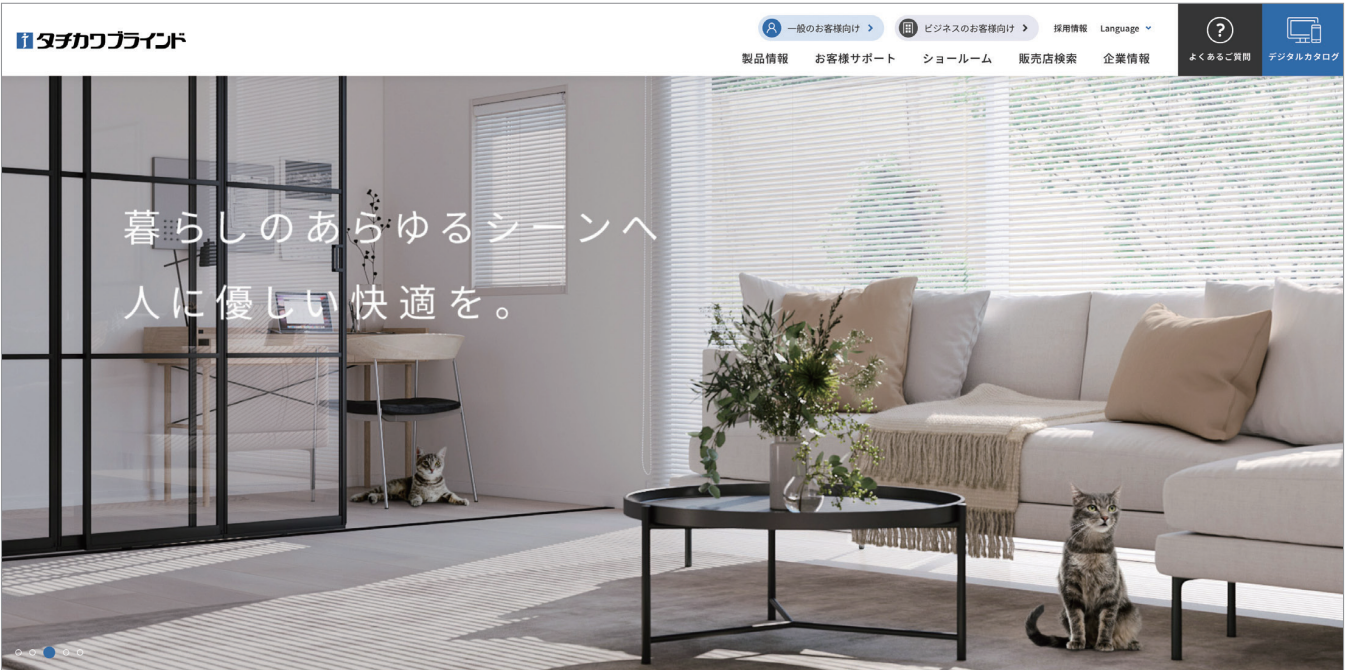 タチカワブラインド
一般のお客様向け
ビジネスのお客様向け
採用情報
Language
製品情報
お客様サポート
ショールーム
販売店検索
企業情報
?
よくあるご質問
デジタルカタログ
暮らしのあらゆるシーンへ
人に優しい快適を。